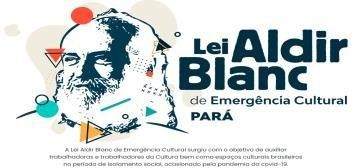 Lei Aldir
Blanc
de Emergência Cultural
PARÁ
A Lei Aldir Blanc de Emergência Cultural surgiu com o objetivo de auxiliar
trabalhadoras e trabalhadores da Cultura bem como espaços culturais brasileiros
no período de isolamento social, ocasionado pela pandemia da covid-19.